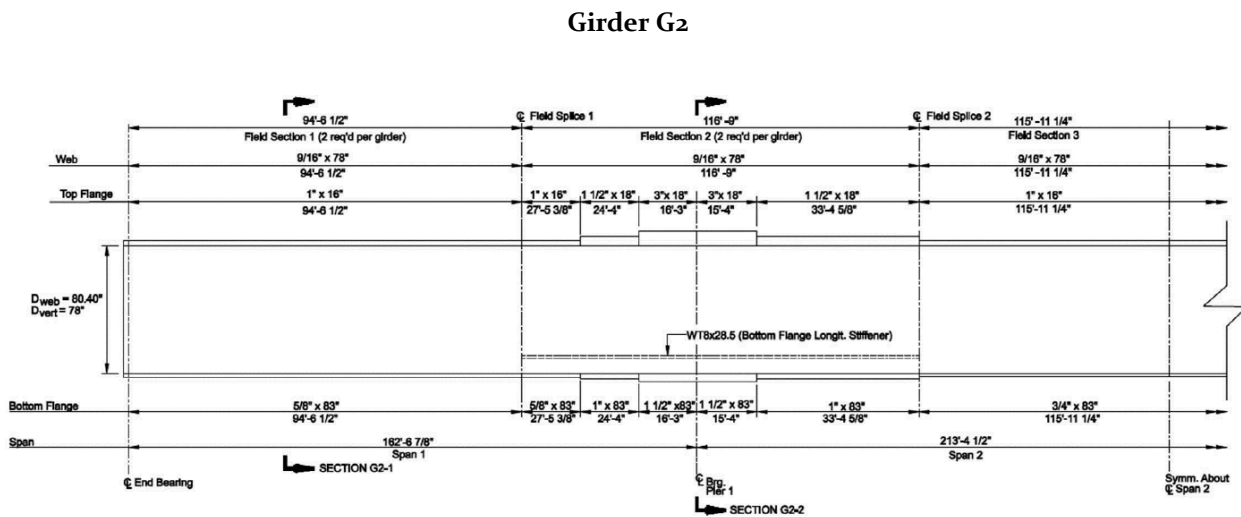 Girder G2
94'-6 1/2"
℄ Field Splice 1
116' -9"
℄ Field Splice 2
115' -11 1/4"
Field Section 1 (2 req'd per girder)
Field Section 2 (2 req'd per girder)
Field Section 3
Web
9/16" x 78"
9/16" x 78"
9/16" x 78"
94'-6 1/2"
116' -9"
115' -11 1/4"
Top Flange
1" x 16"
1" x 16"
1 1/2" x 18"
3"x 18"
3"x 18"
1 1/2" x 18"
1" x 16"
94'-6 1/2"
27'-5 3/8"
24'-4"
16'-3"
15'-4"
33'-4 5/8"
115'-11 1/4"
Dweb = 80.40"
Dvert = 78"
WT8x28.5 (Bottom Flange Longit. Stiffener)
Bottom Flange
5/8" x 83"
5/8" x 83"
1" x 83"
1 1/2" x83"
1 1/2" x 83"
1" x 83"
3/4" x 83"
94'-6 1/2"
27'-5 3/8"
24'-4"
16'-3"
15'-4"
33'-4 5/8"
115'-11 1/4"
Span
162'-6 7/8"
213'-4 1/2"
Span 1
Span 2
SECTION G2-1
℄ End Bearing
℄ Brg.
Pier 1
SECTION G2-2
Symm. About
℄ Span 2